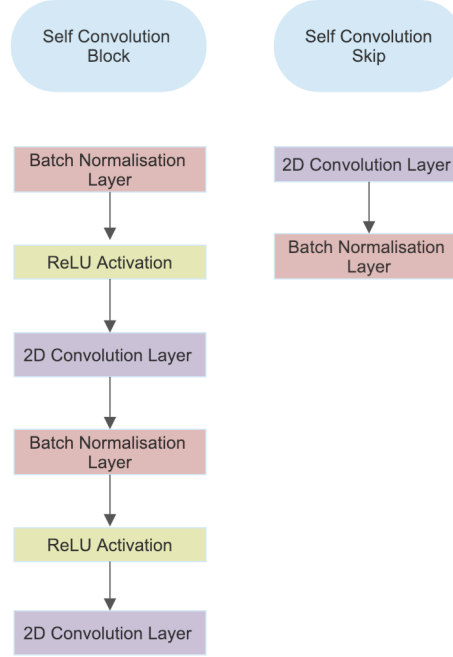 Self Convolution
Block
Batch Normalisation
Layer
ReLU Activation
2D Convolution Layer
Batch Normalisation
Layer
ReLU Activation
2D Convolution Layer
Self Convolution
Skip
2D Convolution Layer
Batch Normalisation
Layer